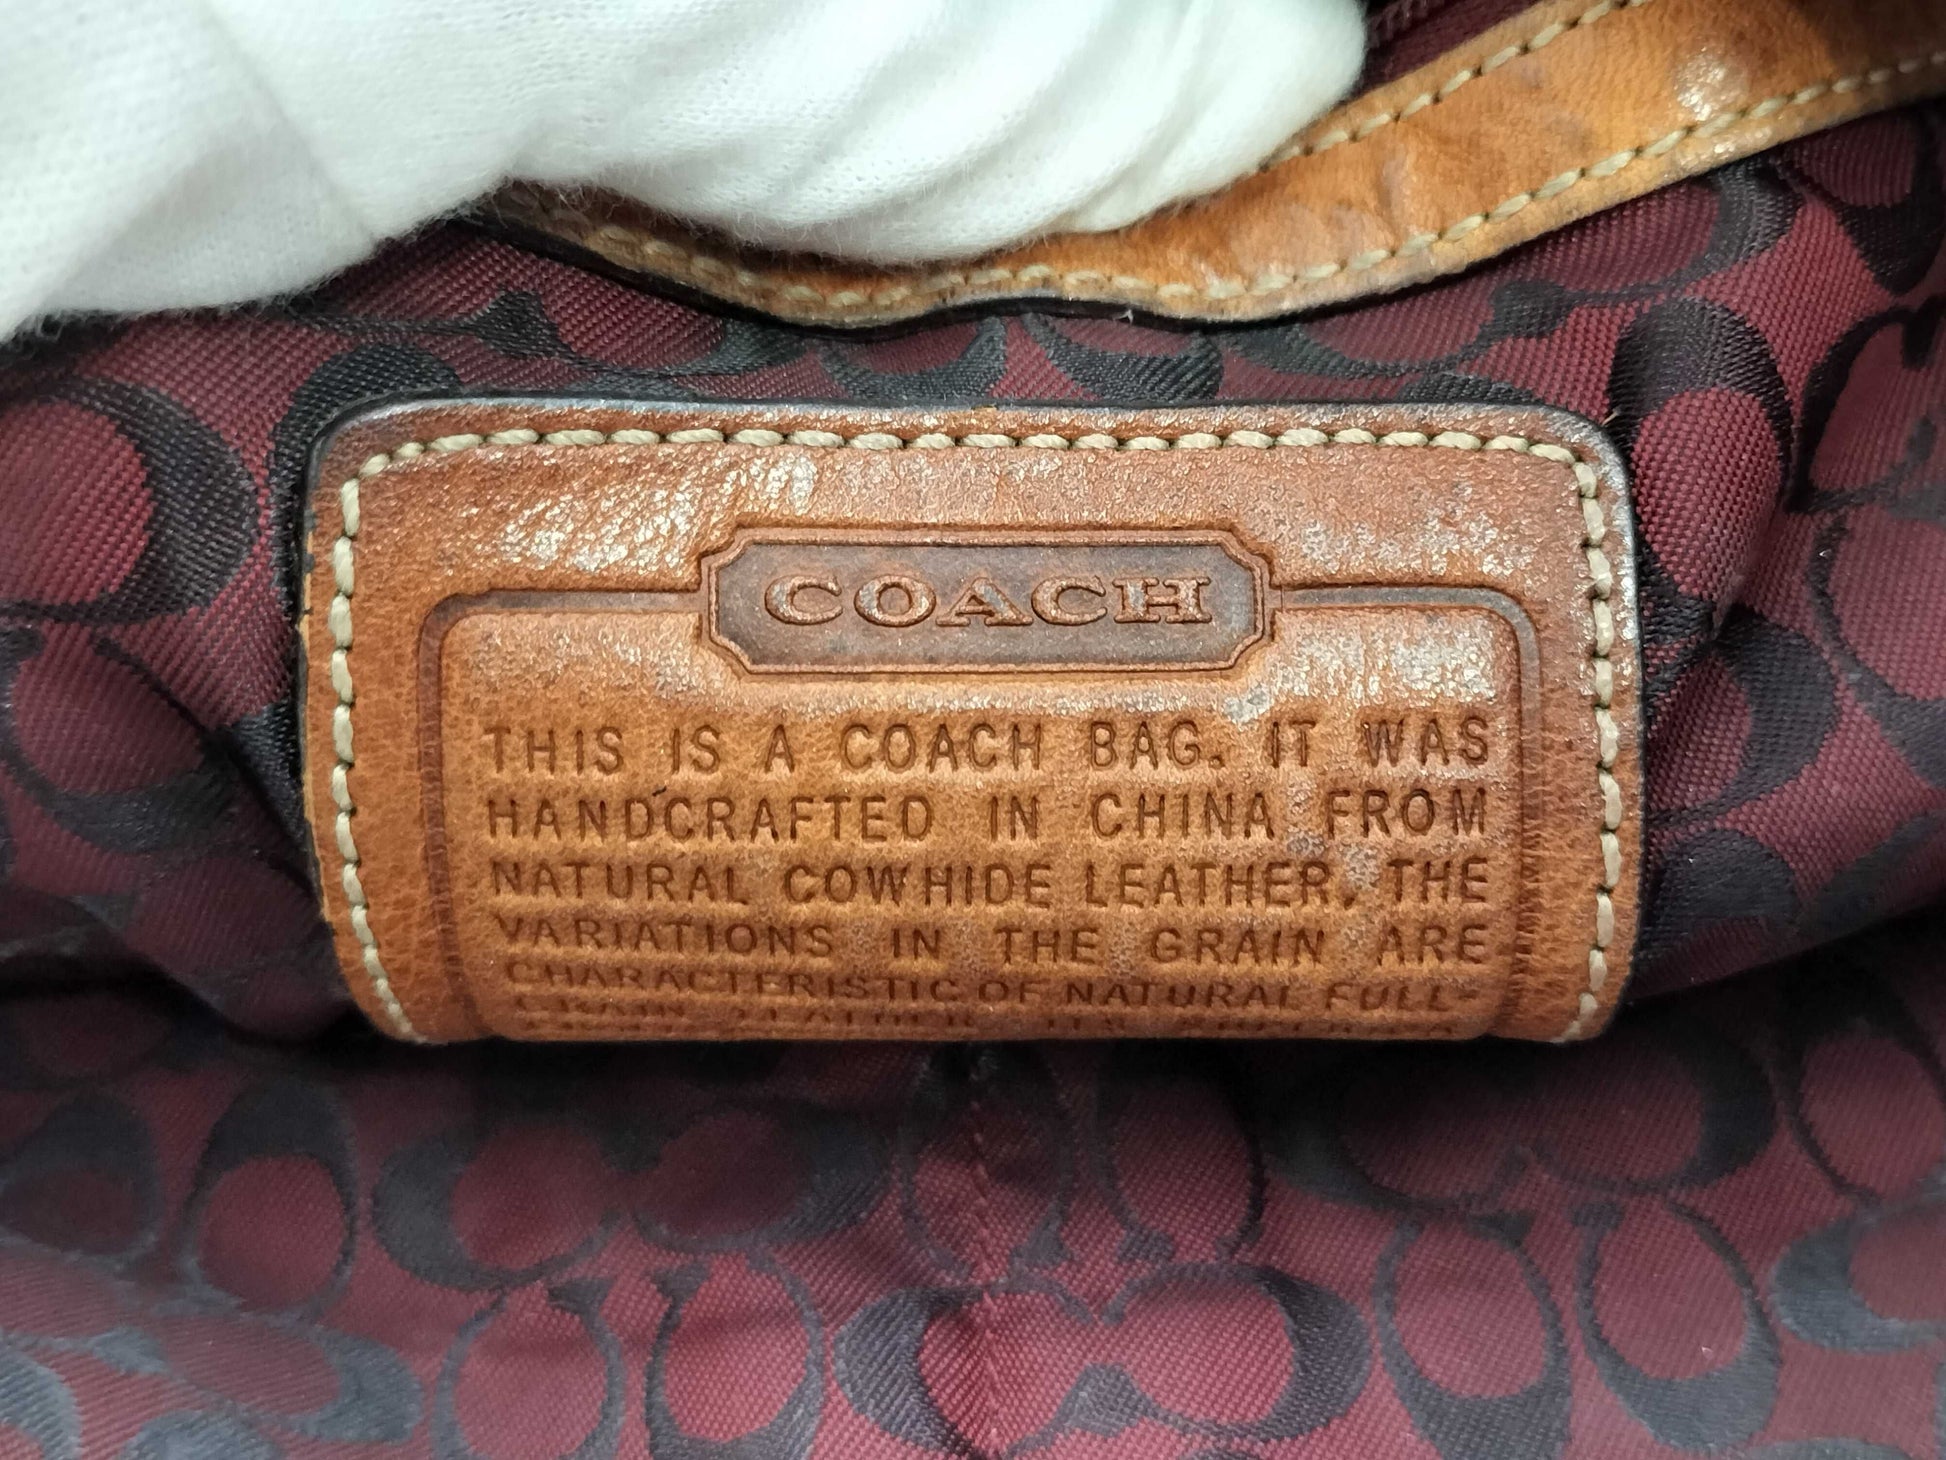 COACH
THIS IS A COACH BAG. IT WAS
HANDCRAFTED IN CHINA FROM
NATURAL COWHIDE LEATHER. THE
VARIATIONS IN THE GRAIN ARE
CHARACTERISTIC OF NATURAL FULL-